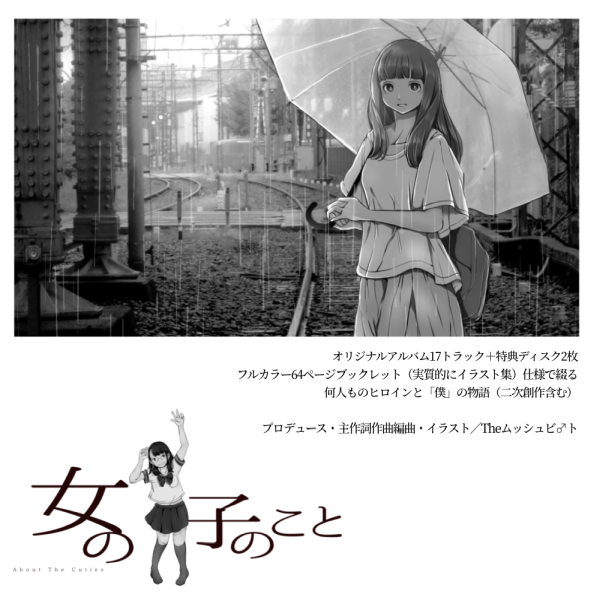 オリジナルアルバム17トラック＋特典ディスク2枚
フルカラー64ページブックレット（実質的にイラスト集）仕様で綴る
何人ものヒロインと「僕」の物語（二次創作含む）
プロデュース・主作詞作曲編曲・イラスト／Theムッシュビ♂ト
女の子のこと
About The Cuties